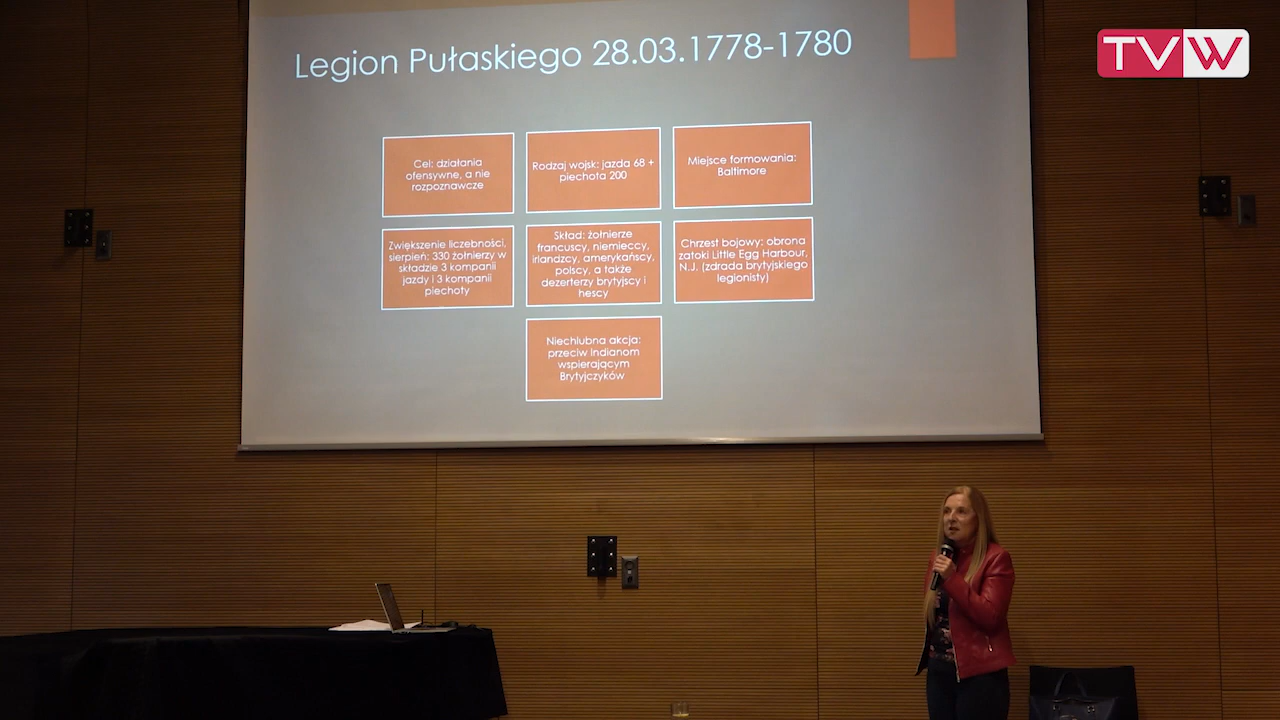 Legion Pułaskiego 28.03.1778-1780
TVW
Cel: działania
ofensywne, a nie
rozpoznawcze
Rodzaj wojsk: jazda 68 +
piechota 200
Miejsce formowania:
Baltimore
Zwiększenie liczebności,
sierpień: 330 żołnierzy w
składzie 3 kompanii
jazdy i 3 kompanii
piechoty
Skład: żołnierze
francuscy, niemieccy,
irlandzcy, amerykańscy,
polscy, a także
dezerterzy brytyjscy i
hescy
Chrzest bojowy: obrona
zatoki Little Egg Harbour,
N.J. (zdrada brytyjskiego
legionisty)
Niechlubna akcja:
przeciw Indianom
wspierającym
Brytyjczyków